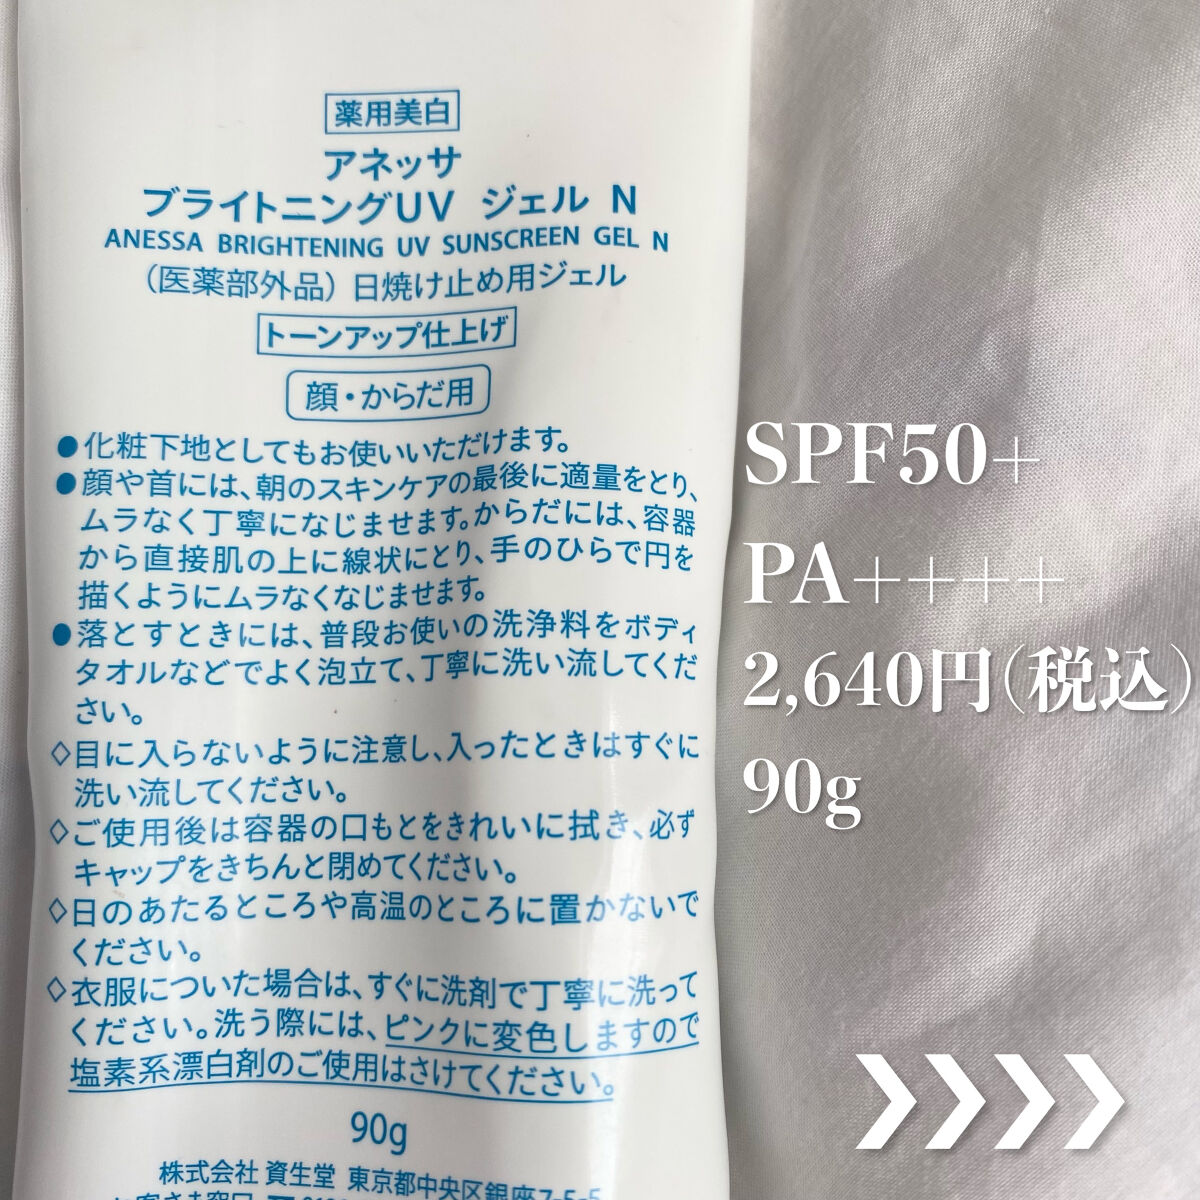 薬用美白
アネッサ
ブライトニングUV ジェル N
ANESSA BRIGHTENING UV SUNSCREEN GEL N
(医薬部外品) 日焼け止め用ジェル
トーンアップ仕上げ
顔・からだ用
●化粧下地としてもお使いいただけます。
●顔や首には、朝のスキンケアの最後に適量をとり、
ムラなく丁寧になじませます。からだには、容器
から直接肌の上に線状にとり、手のひらで円を
描くようにムラなくなじませます。
●落とすときには、普段お使いの洗浄料をボディ
タオルなどでよく泡立て、丁寧に洗い流してくだ
さい。
◇目に入らないように注意し、入ったときはすぐに
洗い流してください。
◇ご使用後は容器の口もとをきれいに拭き、必ず
キャップをきちんと閉めてください。
◇日のあたるところや高温のところに置かないで
ください。
◇衣服についた場合は、すぐに洗剤で丁寧に洗って
ください。洗う際には、ピンクに変色しますので
塩素系漂白剤のご使用はさけてください。
90g
株式会社 資生堂 東京都中央区銀座7-5-5
SPF50+
PA++++
2,640円(税込)
90g